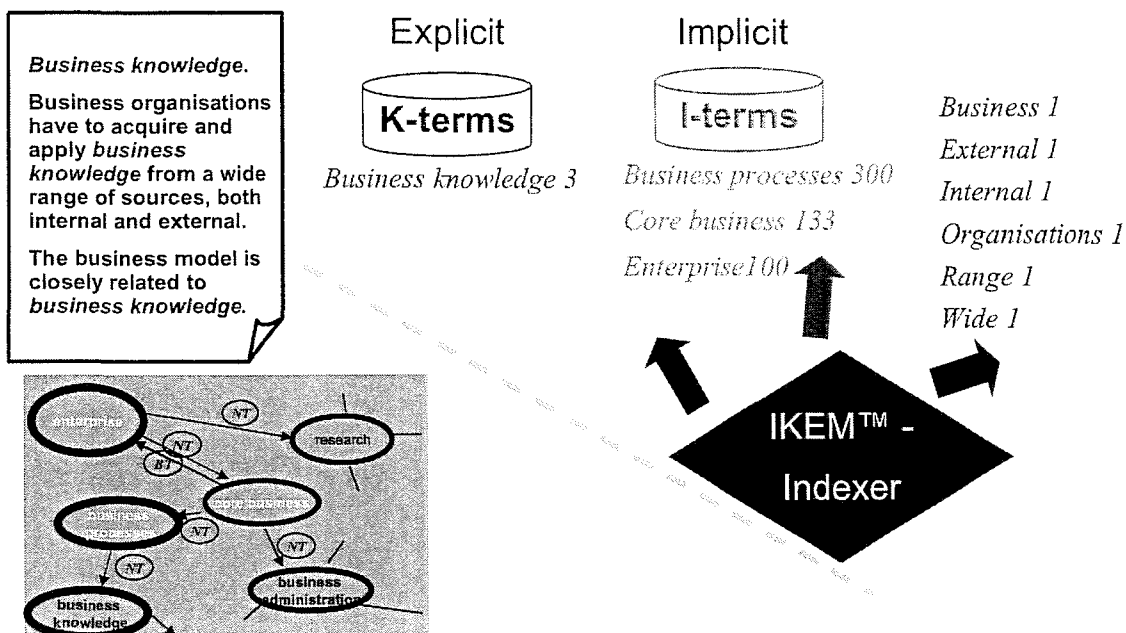 Business knowledge.
Business organisations
have to acquire and
apply business
knowledge from a wide
range of sources, both
internal and external.
The business model is
closely related to
business knowledge.
Explicit
K-terms
Business knowledge 3
Implicit
I-terms
Business processes 300
Core business 133
Enterprise100
Business 1
External 1
Internal 1
Organisations 1
Range 1
Wide 1
IKEM™ -
Indexer
enterprise
NT
research
NT
BT
core business
business
processes
NT
NT
NT
business
administration
business
knowledge